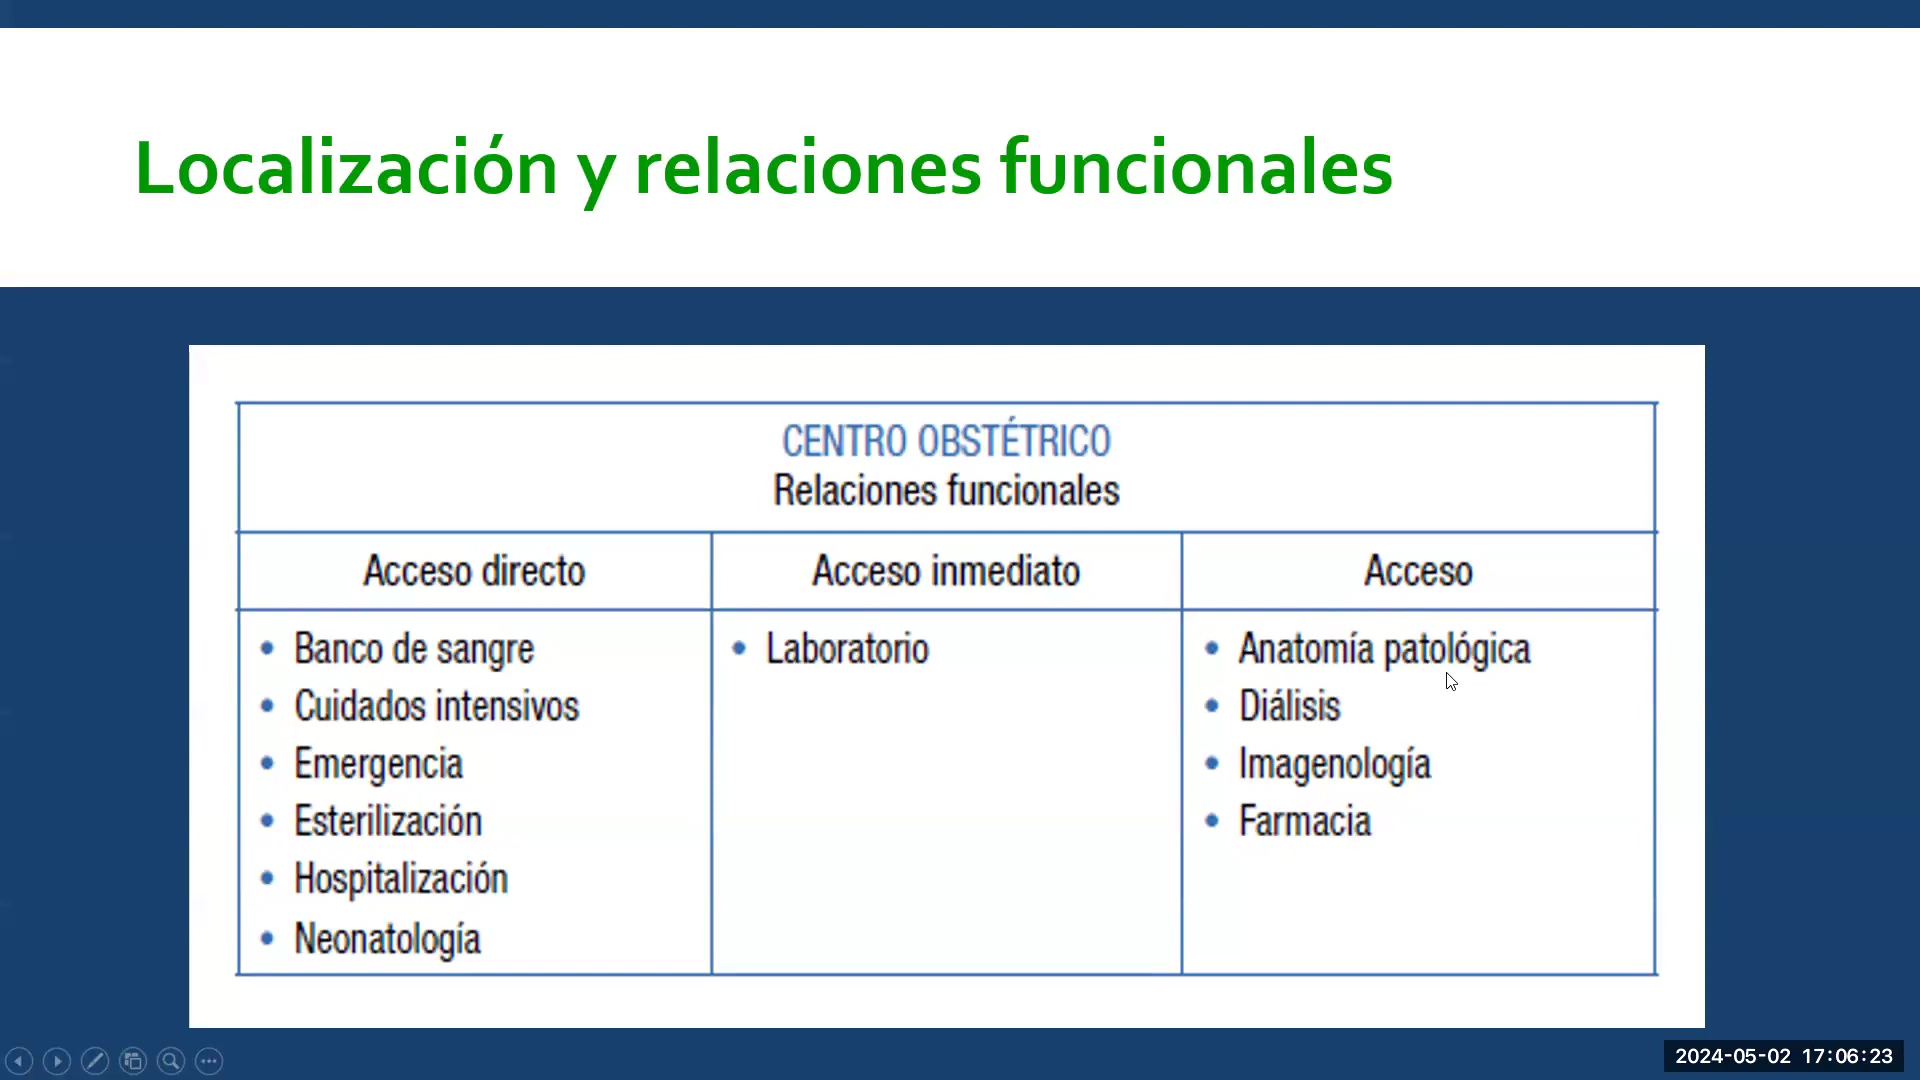 Localización y relaciones funcionales
CENTRO OBSTÉTRICO
Relaciones funcionales
Acceso directo
Acceso inmediato
Acceso
• Banco de sangre
• Cuidados intensivos
• Emergencia
• Esterilización
• Hospitalización
• Neonatología
• Laboratorio
• Anatomía patológica
• Diálisis
• Imagenología
• Farmacia
2024-05-02 17:06:23